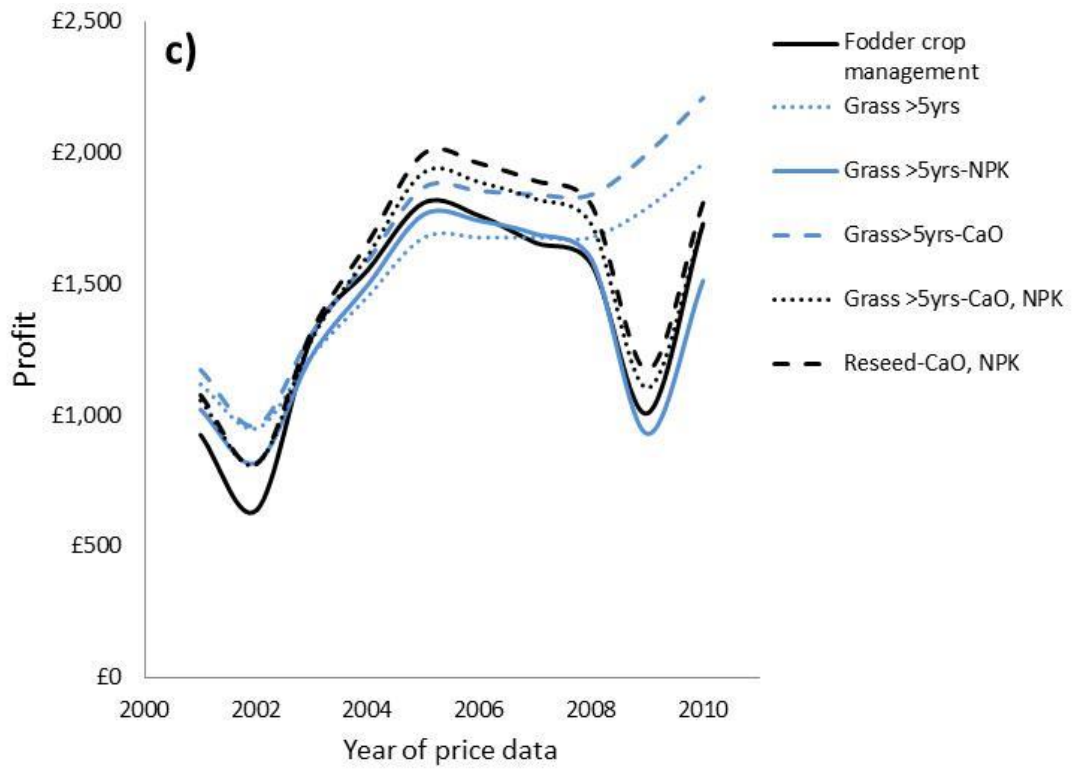 c)
£2,500
£2,000
£1,500
£1,000
£500
£0
Profit
2000 2002 2004 2006 2008 2010
Year of price data
Fodder crop
management
Grass >5yrs
Grass >5yrs-NPK
Grass>5yrs-CaO
Grass >5yrs-CaO, NPK
Reseed-CaO, NPK